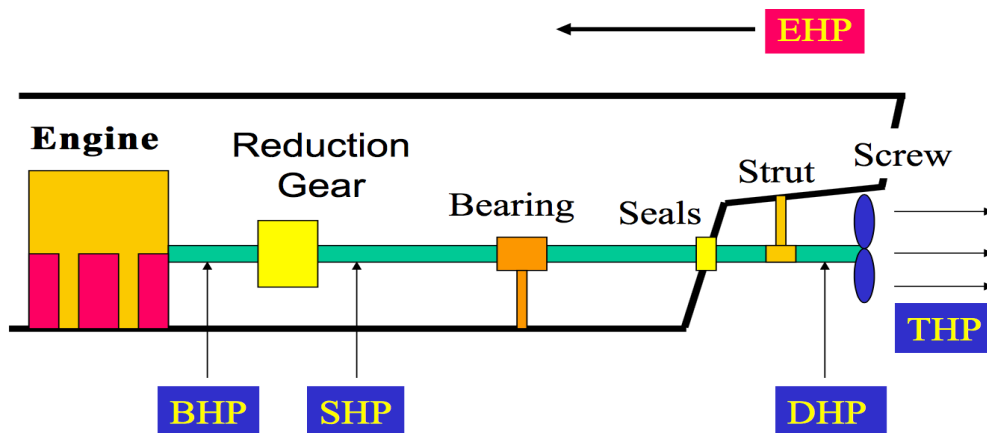 EHP
Engine
Reduction
Gear
Bearing
Seals
Strut
Screw
THP
BHP
SHP
DHP